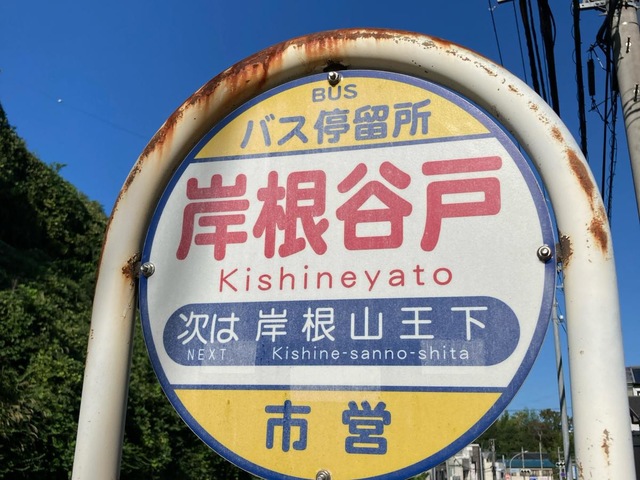 BUS
バス停留所
岸根谷戸
Kishineyato
次は 岸根山王下
NEXT Kishine-sanno-shita
市営